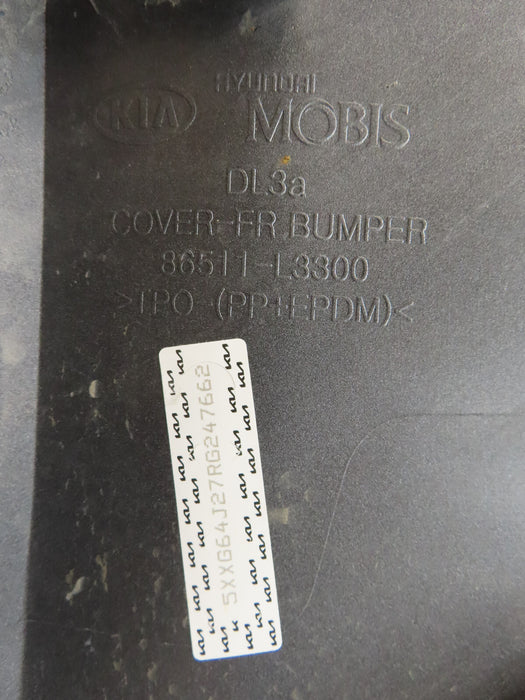 HYUNDAI
KIA MOBIS
DL3a
COVER-FR BUMPER
86511-L3300
>TPO-(PP+EPDM)<
5XXG64J27RG247662